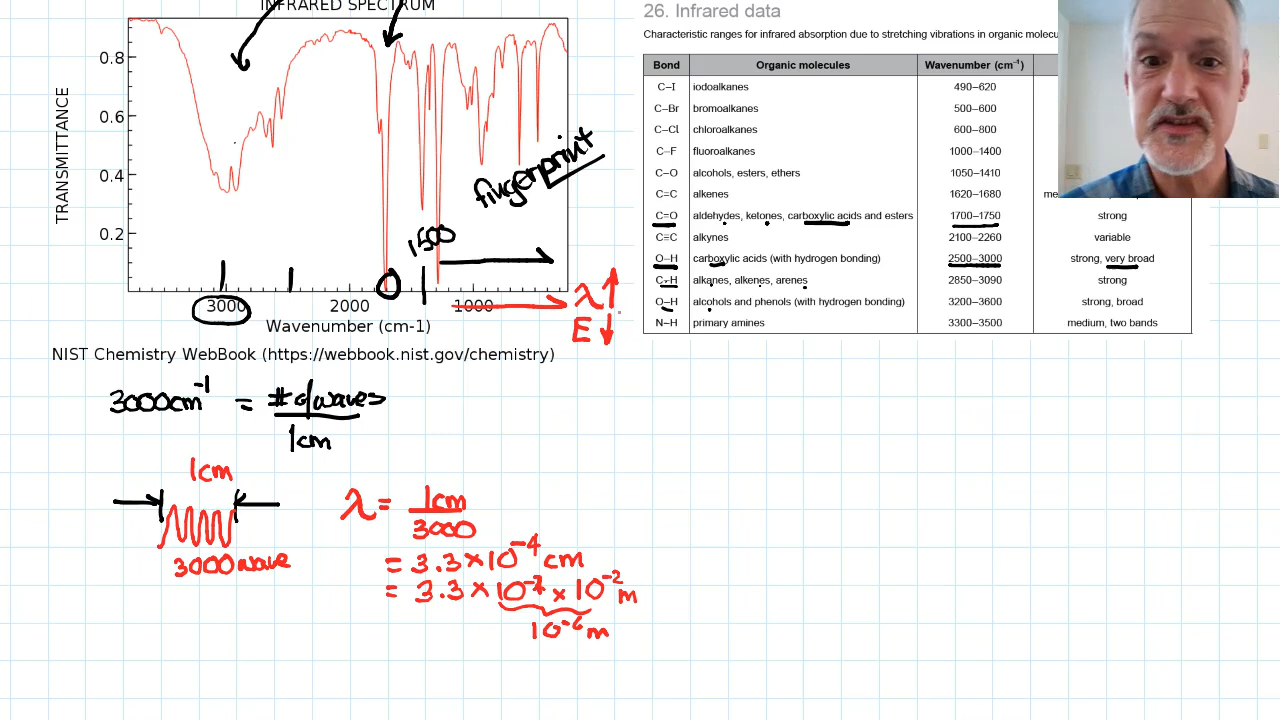 INFRARED SPECTRUM
TRANSMITTANCE
0.8
0.6
0.4
0.2
fingerprint
1500
3000
2000
1000
Wavenumber (cm-1)
λ ↑
E ↓
NIST Chemistry WebBook (https://webbook.nist.gov/chemistry)
3000cm⁻¹ = # of waves
1cm
1cm
3000 wave
λ = 1cm
3000
= 3.3 × 10⁻⁴ cm
= 3.3 × 10⁻⁴ × 10⁻² m
10⁻⁶ m
26. Infrared data
Characteristic ranges for infrared absorption due to stretching vibrations in organic
Bond Organic molecules Wavenumber (cm⁻¹)
C–I iodoalkanes 490–620
C–Br bromoalkanes 500–600
C–Cl chloroalkanes 600–800
C–F fluoroalkanes 1000–1400
C–O alcohols, esters, ethers 1050–1410
C=C alkenes 1620–1680
C=O aldehydes, ketones, carboxylic acids and esters 1700–1750 strong
C≡C alkynes 2100–2260 variable
O–H carboxylic acids (with hydrogen bonding) 2500–3000 strong, very broad
C–H alkanes, alkenes, arenes 2850–3090 strong
O–H alcohols and phenols (with hydrogen bonding) 3200–3600 strong, broad
N–H primary amines 3300–3500 medium, two bands